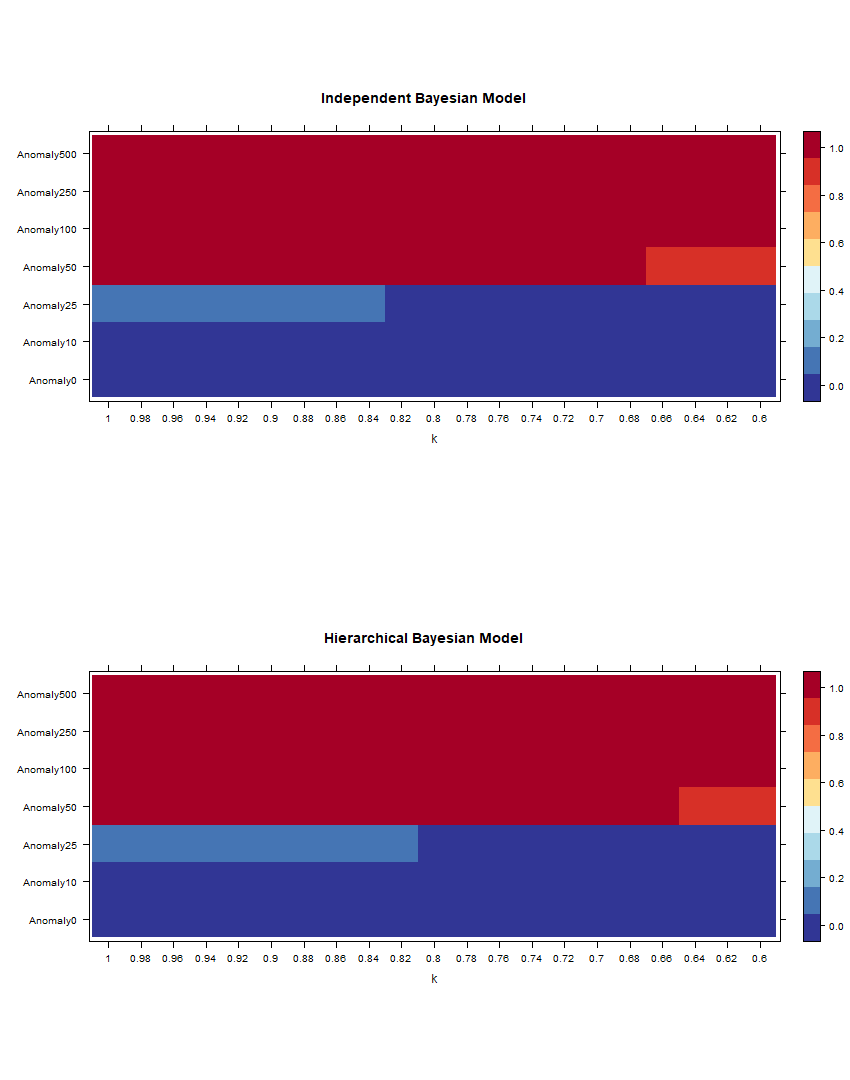 Independent Bayesian Model
Anomaly500
Anomaly250
Anomaly100
Anomaly50
Anomaly25
Anomaly10
Anomaly0
1 0.98 0.96 0.94 0.92 0.9 0.88 0.86 0.84 0.82 0.8 0.78 0.76 0.74 0.72 0.7 0.68 0.66 0.64 0.62 0.6
k
1.0
0.8
0.6
0.4
0.2
0.0
Hierarchical Bayesian Model
Anomaly500
Anomaly250
Anomaly100
Anomaly50
Anomaly25
Anomaly10
Anomaly0
1 0.98 0.96 0.94 0.92 0.9 0.88 0.86 0.84 0.82 0.8 0.78 0.76 0.74 0.72 0.7 0.68 0.66 0.64 0.62 0.6
k
1.0
0.8
0.6
0.4
0.2
0.0